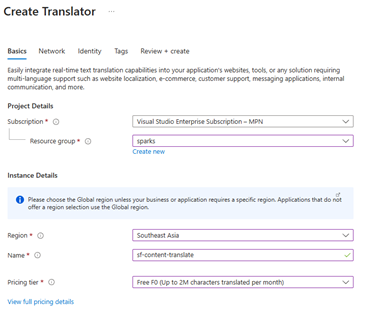 Create Translator ...
Basics Network Identity Tags Review + create
Easily integrate real-time text translation capabilities into your application's websites, tools, or any solution requiring
multi-language support such as website localization, e-commerce, customer support, messaging applications, internal
communication, and more.
Project Details
Subscription * Visual Studio Enterprise Subscription – MPN
Resource group * sparks
Create new
Instance Details
Please choose the Global region unless your business or application requires a specific region. Applications that do not
offer a region selection use the Global region.
Region * Southeast Asia
Name * sf-content-translate
Pricing tier * Free F0 (Up to 2M characters translated per month)
View full pricing details